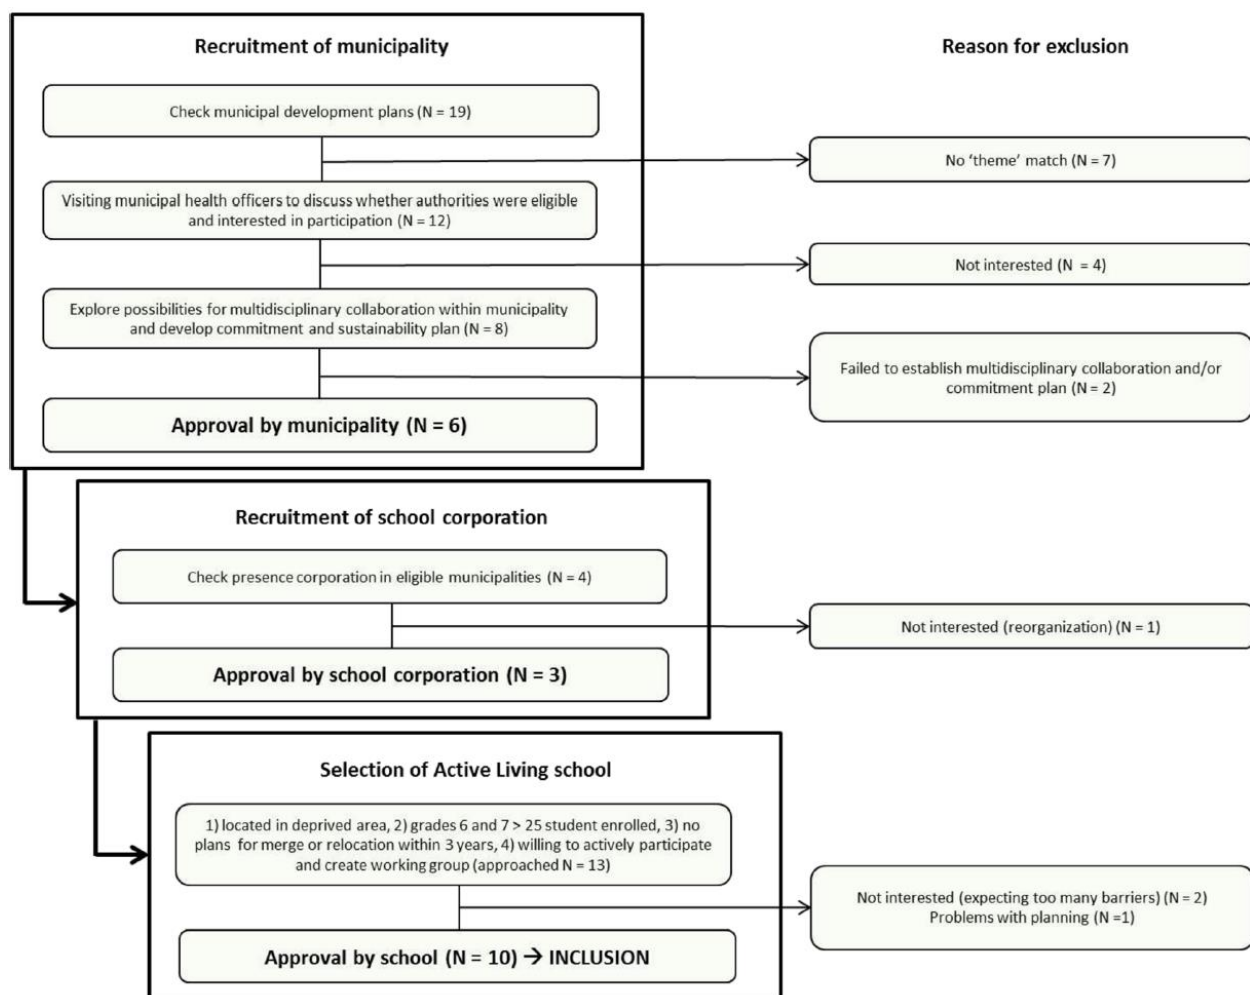 Recruitment of municipality
Reason for exclusion
Check municipal development plans (N = 19)
No ‘theme’ match (N = 7)
Visiting municipal health officers to discuss whether authorities were eligible
and interested in participation (N = 12)
Not interested (N = 4)
Explore possibilities for multidisciplinary collaboration within municipality
and develop commitment and sustainability plan (N = 8)
Failed to establish multidisciplinary collaboration and/or
commitment plan (N = 2)
Approval by municipality (N = 6)
Recruitment of school corporation
Check presence corporation in eligible municipalities (N = 4)
Not interested (reorganization) (N = 1)
Approval by school corporation (N = 3)
Selection of Active Living school
1) located in deprived area, 2) grades 6 and 7 > 25 student enrolled, 3) no
plans for merge or relocation within 3 years, 4) willing to actively participate
and create working group (approached N = 13)
Not interested (expecting too many barriers) (N = 2)
Problems with planning (N =1)
Approval by school (N = 10) → INCLUSION